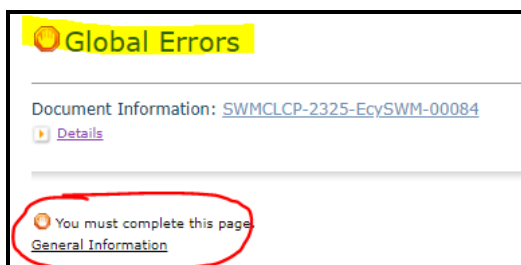 Global Errors
Document Information: SWMCLCP-2325-EcySWM-00084
Details
You must complete this page.
General Information